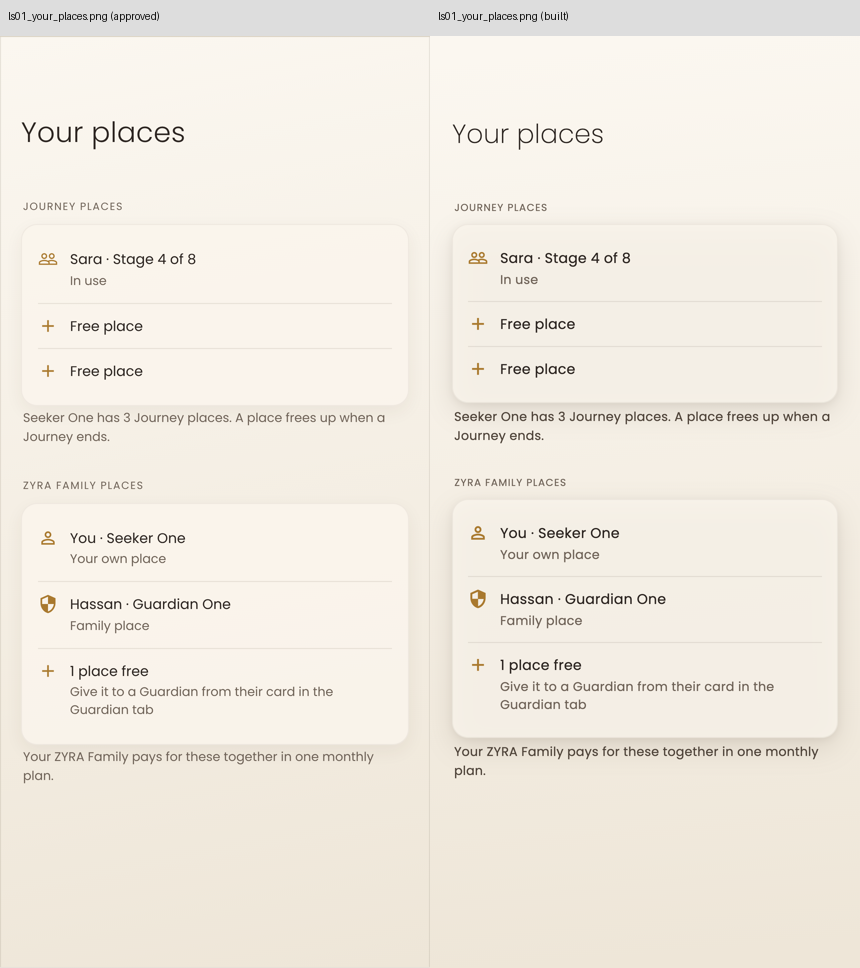 ls01_your_places.png (approved)
Your places
JOURNEY PLACES
Sara · Stage 4 of 8
In use
Free place
Free place
Seeker One has 3 Journey places. A place frees up when a
Journey ends.
ZYRA FAMILY PLACES
You · Seeker One
Your own place
Hassan · Guardian One
Family place
1 place free
Give it to a Guardian from their card in the
Guardian tab
Your ZYRA Family pays for these together in one monthly
plan.
ls01_your_places.png (built)
Your places
JOURNEY PLACES
Sara · Stage 4 of 8
In use
Free place
Free place
Seeker One has 3 Journey places. A place frees up when a
Journey ends.
ZYRA FAMILY PLACES
You · Seeker One
Your own place
Hassan · Guardian One
Family place
1 place free
Give it to a Guardian from their card in the
Guardian tab
Your ZYRA Family pays for these together in one monthly
plan.